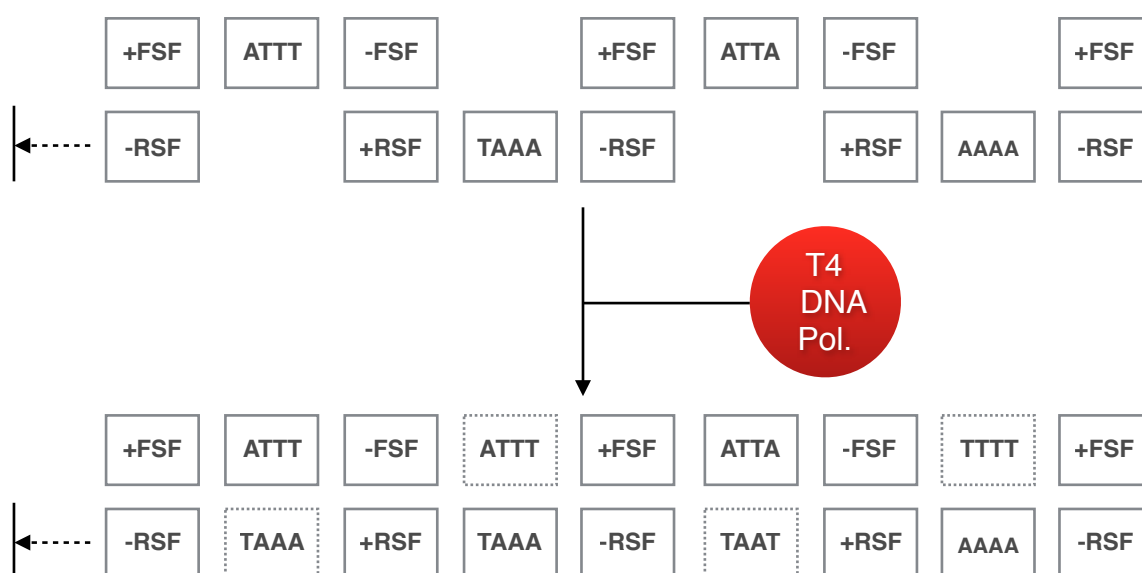 +FSF ATTT -FSF +FSF ATTA -FSF +FSF
-RSF +RSF TAAA -RSF +RSF AAAA -RSF
T4
DNA
Pol.
+FSF ATTT -FSF ATTT +FSF ATTA -FSF TTTT +FSF
-RSF TAAA +RSF TAAA -RSF TAAT +RSF AAAA -RSF